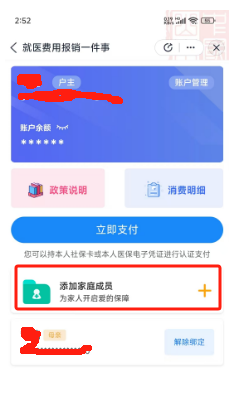 2:52
就医费用报销一件事
户主
账户管理
账户余额
******
政策说明
消费明细
立即支付
您可以持本人社保卡或本人医保电子凭证进行认证支付
添加家庭成员
为家人开启爱的保障
解除绑定